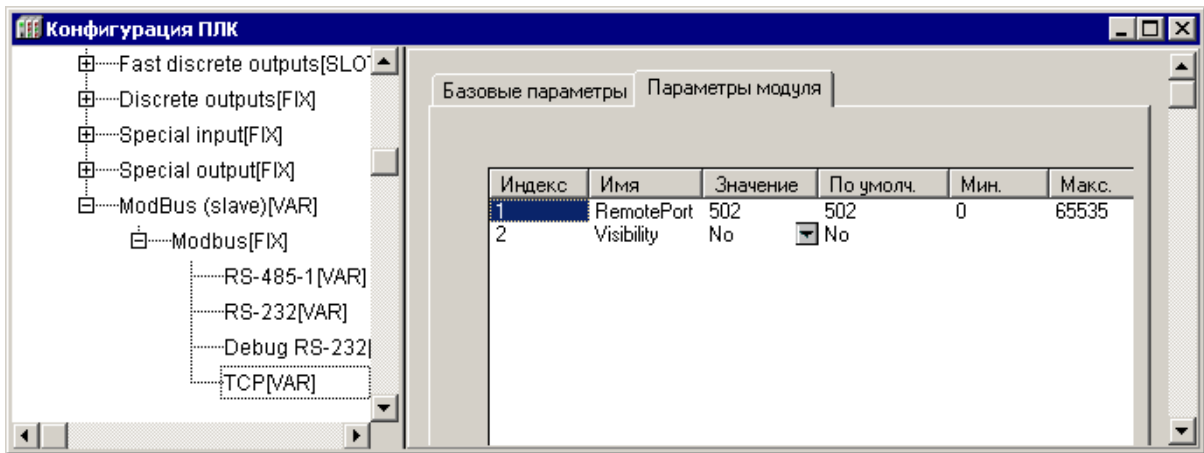 Конфигурация ПЛК
Fast discrete outputs[SLOT
Discrete outputs[FIX]
Special input[FIX]
Special output[FIX]
ModBus (slave)[VAR]
Modbus[FIX]
RS-485-1[VAR]
RS-232[VAR]
Debug RS-232[
TCP[VAR]
Базовые параметры Параметры модуля
Индекс Имя Значение По умолч. Мин. Макс.
1 RemotePort 502 502 0 65535
2 Visibility No No